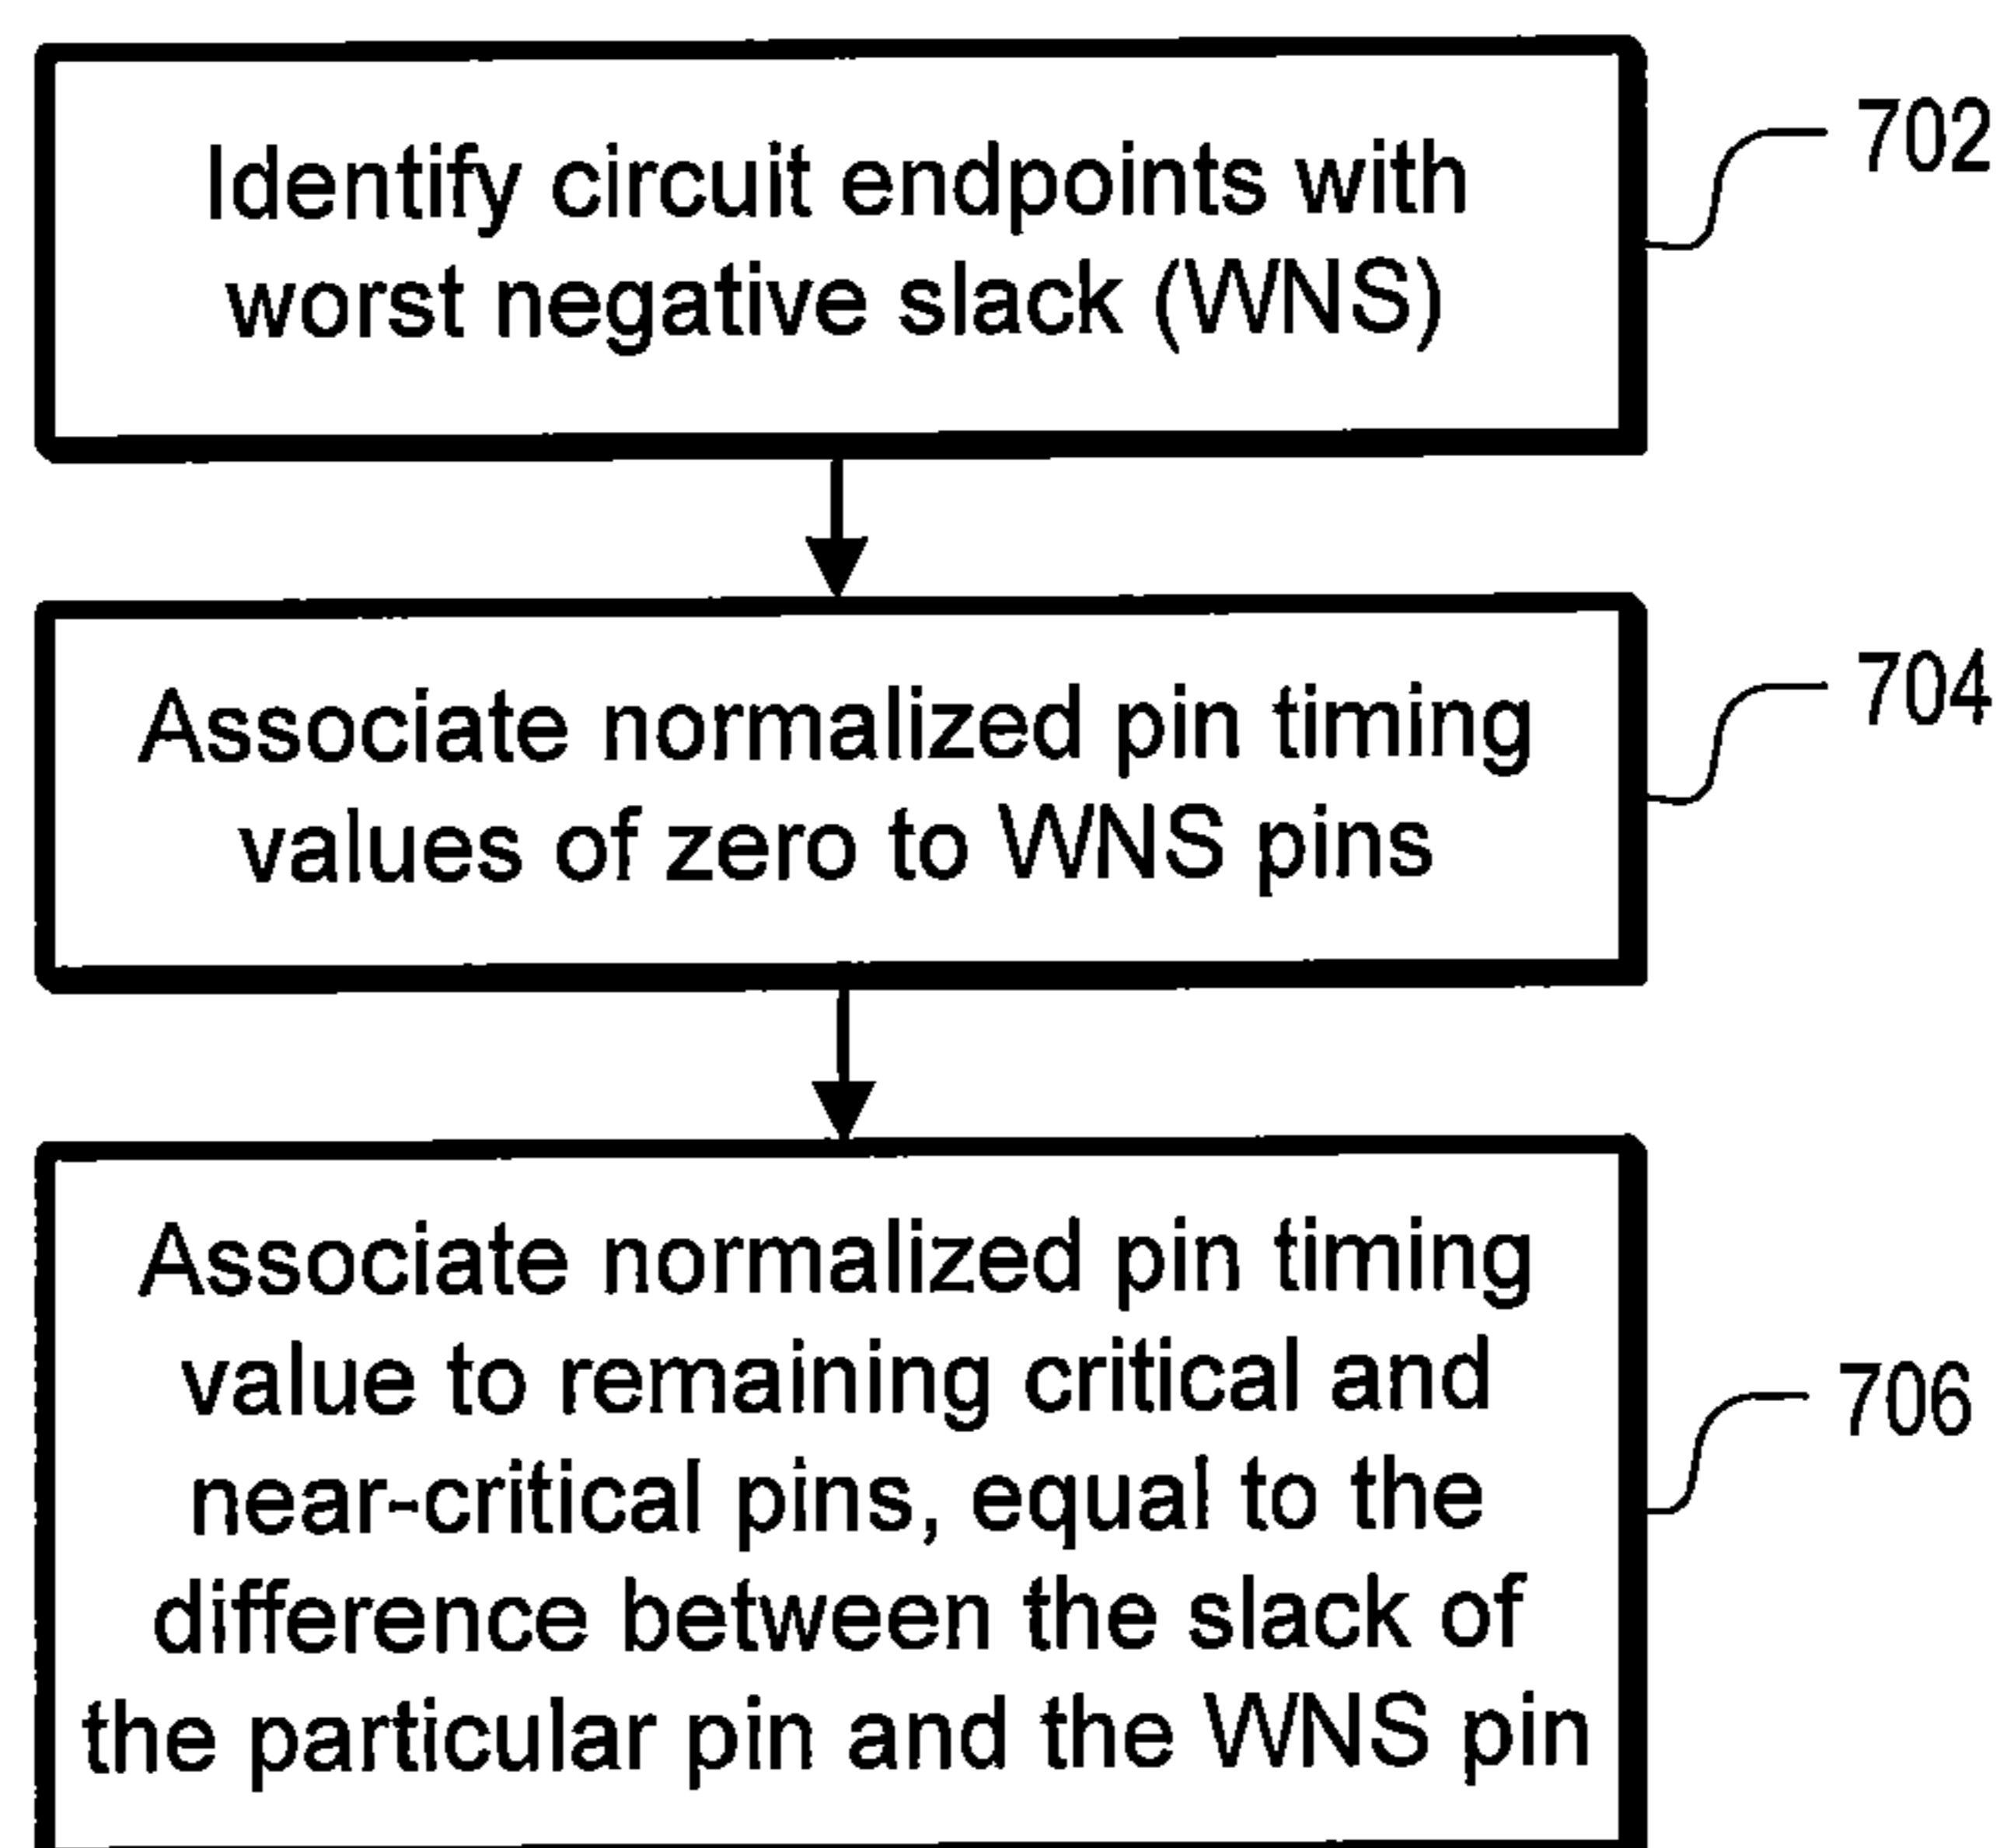 Identify circuit endpoints with
worst negative slack (WNS)
702
Associate normalized pin timing
values of zero to WNS pins
704
Associate normalized pin timing
value to remaining critical and
near-critical pins, equal to the
difference between the slack of
the particular pin and the WNS pin
706